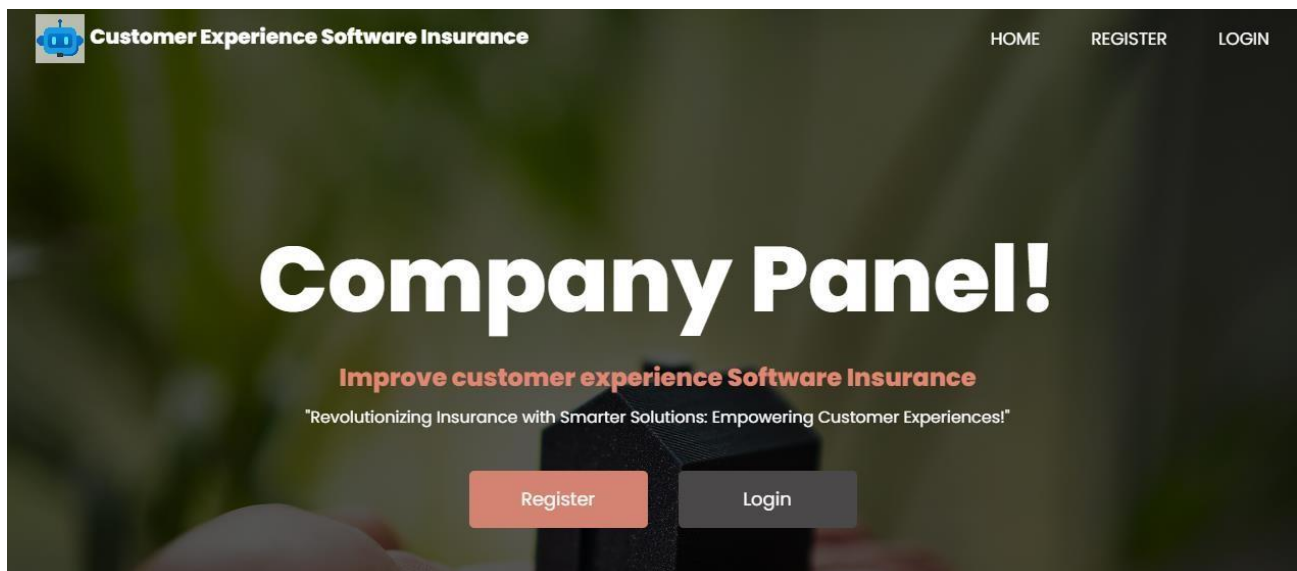 Customer Experience Software Insurance
HOME REGISTER LOGIN
Company Panel!
Improve customer experience Software Insurance
"Revolutionizing Insurance with Smarter Solutions: Empowering Customer Experiences!"
Register Login